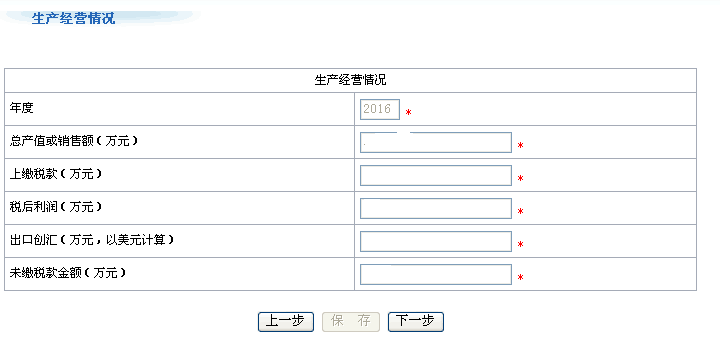 生产经营情况
生产经营情况
年度 2016 *
总产值或销售额(万元) *
上缴税款(万元) *
税后利润(万元) *
出口创汇(万元,以美元计算) *
未缴税款金额(万元) *
上一步 保 存 下一步